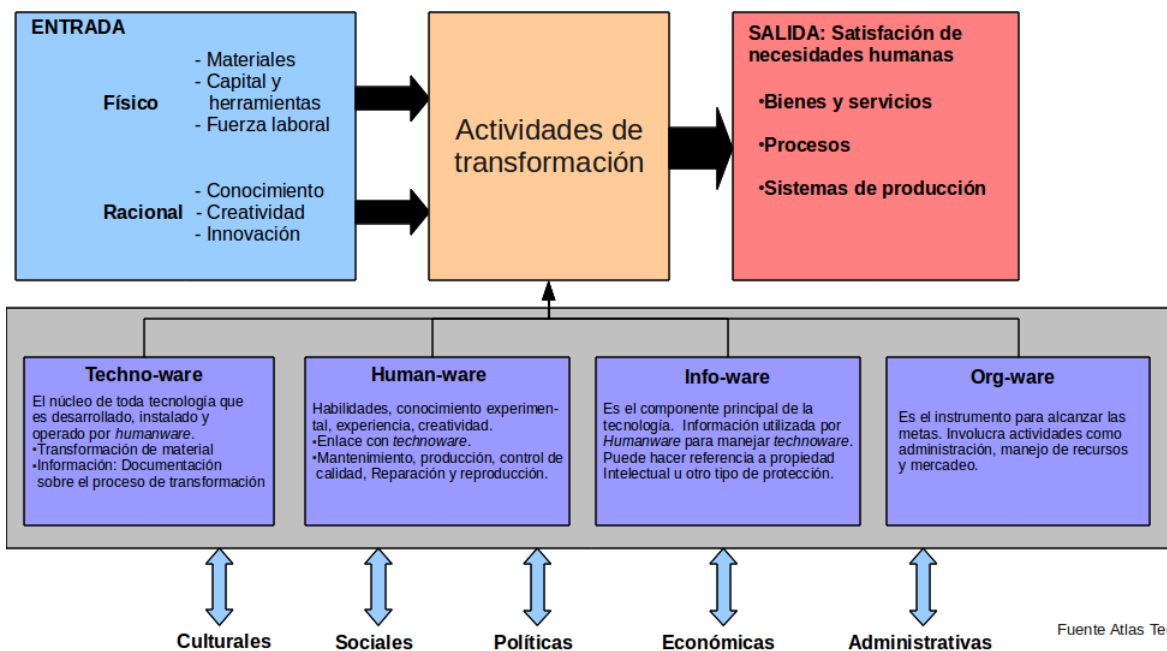 ENTRADA
Físico
- Materiales
- Capital y
herramientas
- Fuerza laboral
Racional
- Conocimiento
- Creatividad
- Innovación
Actividades de
transformación
SALIDA: Satisfacción de
necesidades humanas
•Bienes y servicios
•Procesos
•Sistemas de producción
Techno-ware
El núcleo de toda tecnología que
es desarrollado, instalado y
operado por humanware.
•Transformación de material
•Información: Documentación
sobre el proceso de transformación
Human-ware
Habilidades, conocimiento experimen-
tal, experiencia, creatividad.
•Enlace con technoware.
•Mantenimiento, producción, control de
calidad, Reparación y reproducción.
Info-ware
Es el componente principal de la
tecnología. Información utilizada por
Humanware para manejar technoware.
Puede hacer referencia a propiedad
Intelectual u otro tipo de protección.
Org-ware
Es el instrumento para alcanzar las
metas. Involucra actividades como
administración, manejo de recursos
y mercadeo.
Culturales
Sociales
Políticas
Económicas
Administrativas
Fuente Atlas